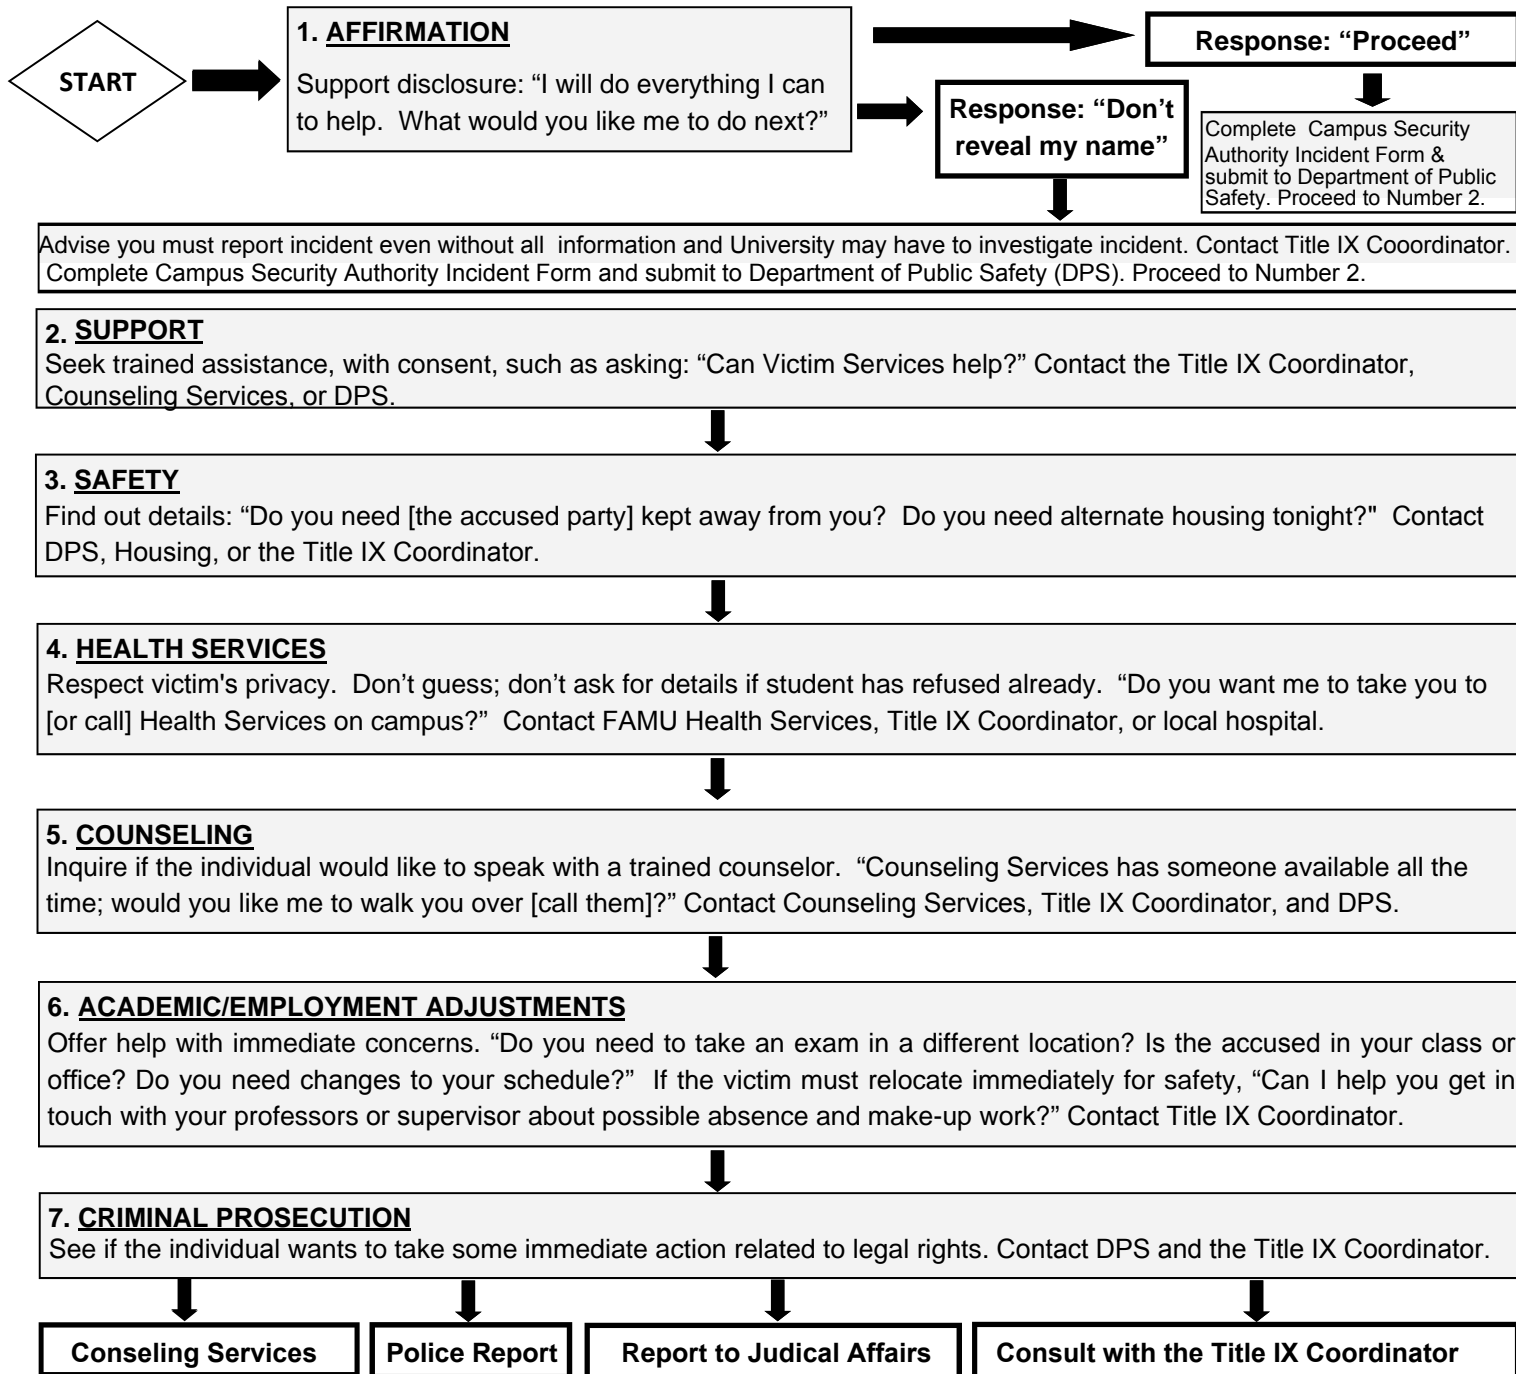 START
1. AFFIRMATION
Support disclosure: “I will do everything I can
to help.  What would you like me to do next?”
Response: “Proceed”
Response: “Don’t
reveal my name”
Complete  Campus Security
Authority Incident Form &
submit to Department of Public
Safety. Proceed to Number 2.
Advise you must report incident even without all  information and University may have to investigate incident. Contact Title IX Cooordinator.
Complete Campus Security Authority Incident Form and submit to Department of Public Safety (DPS). Proceed to Number 2.
2. SUPPORT
Seek trained assistance, with consent, such as asking: “Can Victim Services help?” Contact the Title IX Coordinator,
Counseling Services, or DPS.
3. SAFETY
Find out details: “Do you need [the accused party] kept away from you?  Do you need alternate housing tonight?"  Contact
DPS, Housing, or the Title IX Coordinator.
4. HEALTH SERVICES
Respect victim's privacy.  Don’t guess; don’t ask for details if student has refused already.  “Do you want me to take you to
[or call] Health Services on campus?”  Contact FAMU Health Services, Title IX Coordinator, or local hospital.
5. COUNSELING
Inquire if the individual would like to speak with a trained counselor.  “Counseling Services has someone available all the
time; would you like me to walk you over [call them]?” Contact Counseling Services, Title IX Coordinator, and DPS.
6. ACADEMIC/EMPLOYMENT ADJUSTMENTS
Offer help with immediate concerns. “Do you need to take an exam in a different location? Is the accused in your class or
office? Do you need changes to your schedule?”  If the victim must relocate immediately for safety, “Can I help you get in
touch with your professors or supervisor about possible absence and make-up work?” Contact Title IX Coordinator.
7. CRIMINAL PROSECUTION
See if the individual wants to take some immediate action related to legal rights. Contact DPS and the Title IX Coordinator.
Conseling Services
Police Report
Report to Judical Affairs
Consult with the Title IX Coordinator